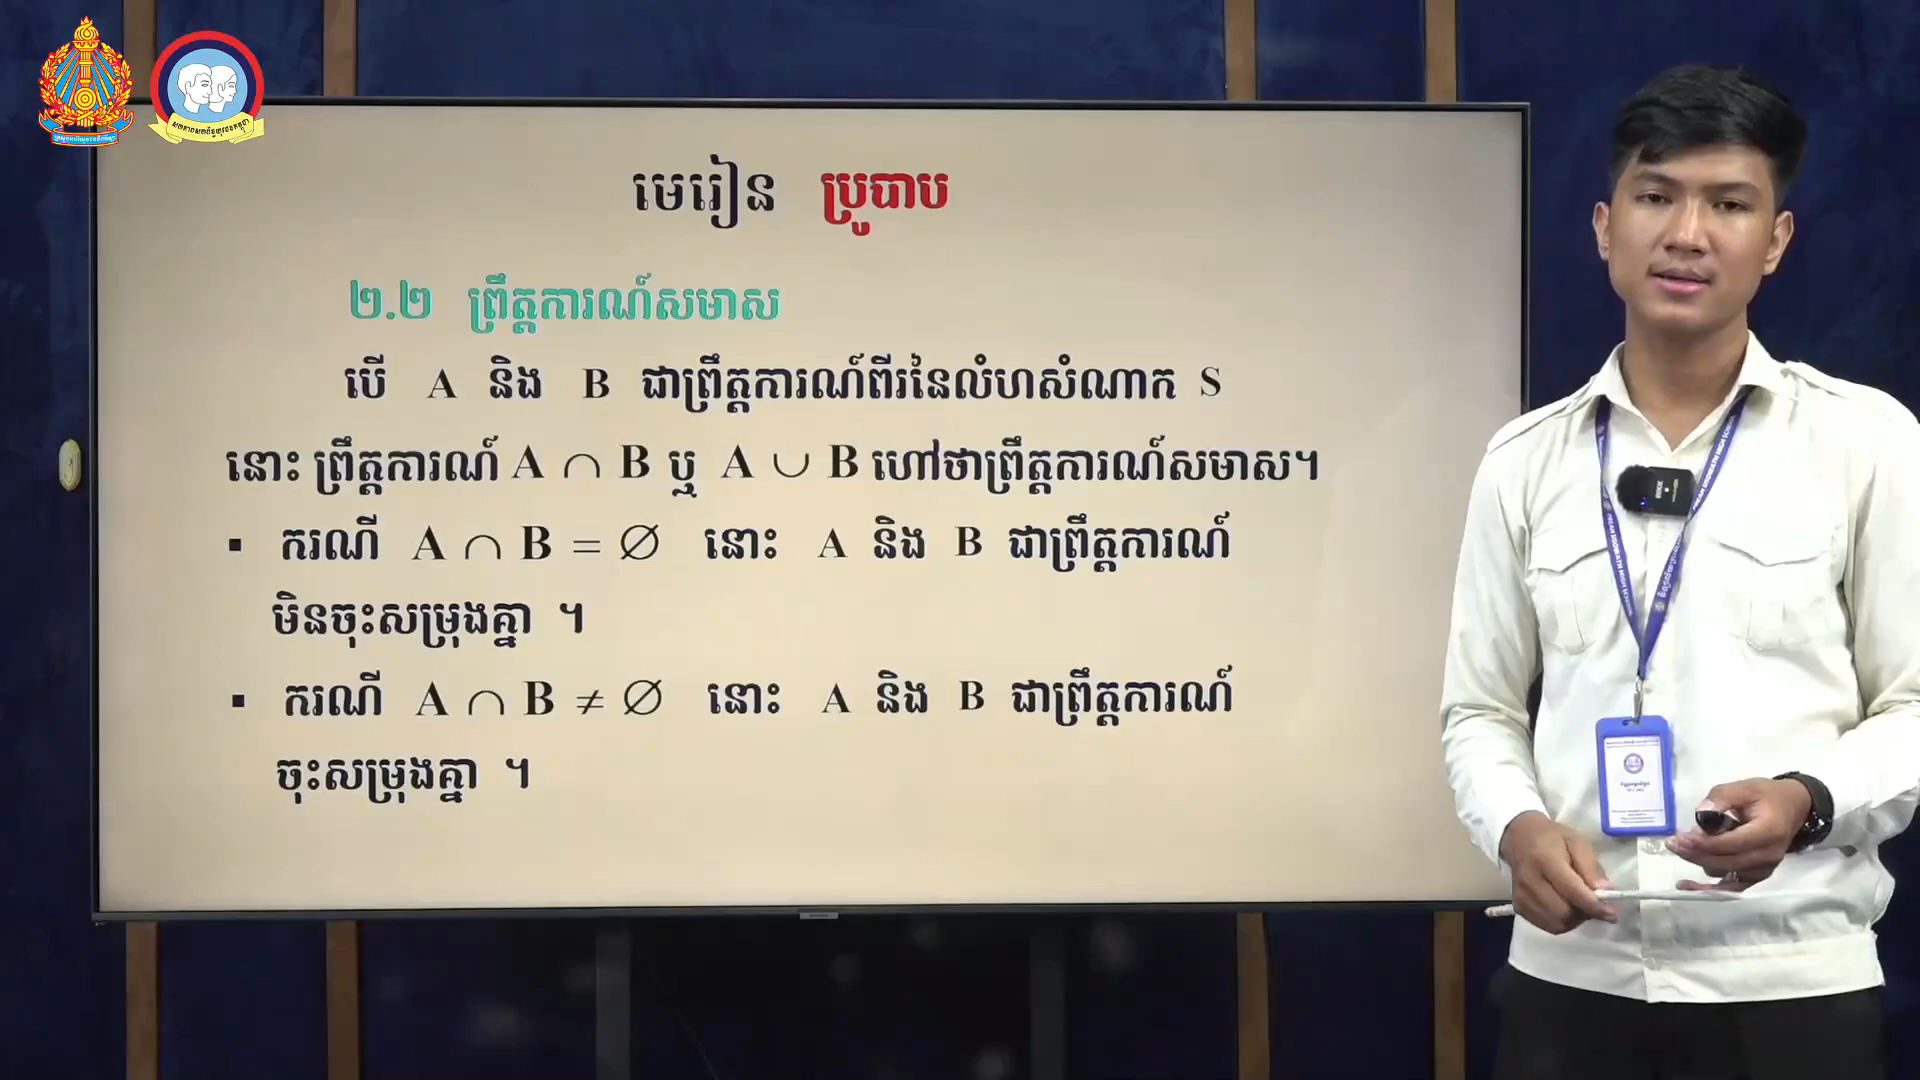 មេរៀន ប្រូបាប
២.២ ព្រឹត្តការណ៍សមាស
បើ A និង B ជាព្រឹត្តការណ៍ពីរនៃលំហសំណាក S
នោះ ព្រឹត្តការណ៍ A ∩ B ឬ A ∪ B ហៅថាព្រឹត្តការណ៍សមាស។
▪ ករណី A ∩ B = ∅ នោះ A និង B ជាព្រឹត្តការណ៍
មិនចុះសម្រុងគ្នា ។
▪ ករណី A ∩ B ≠ ∅ នោះ A និង B ជាព្រឹត្តការណ៍
ចុះសម្រុងគ្នា ។